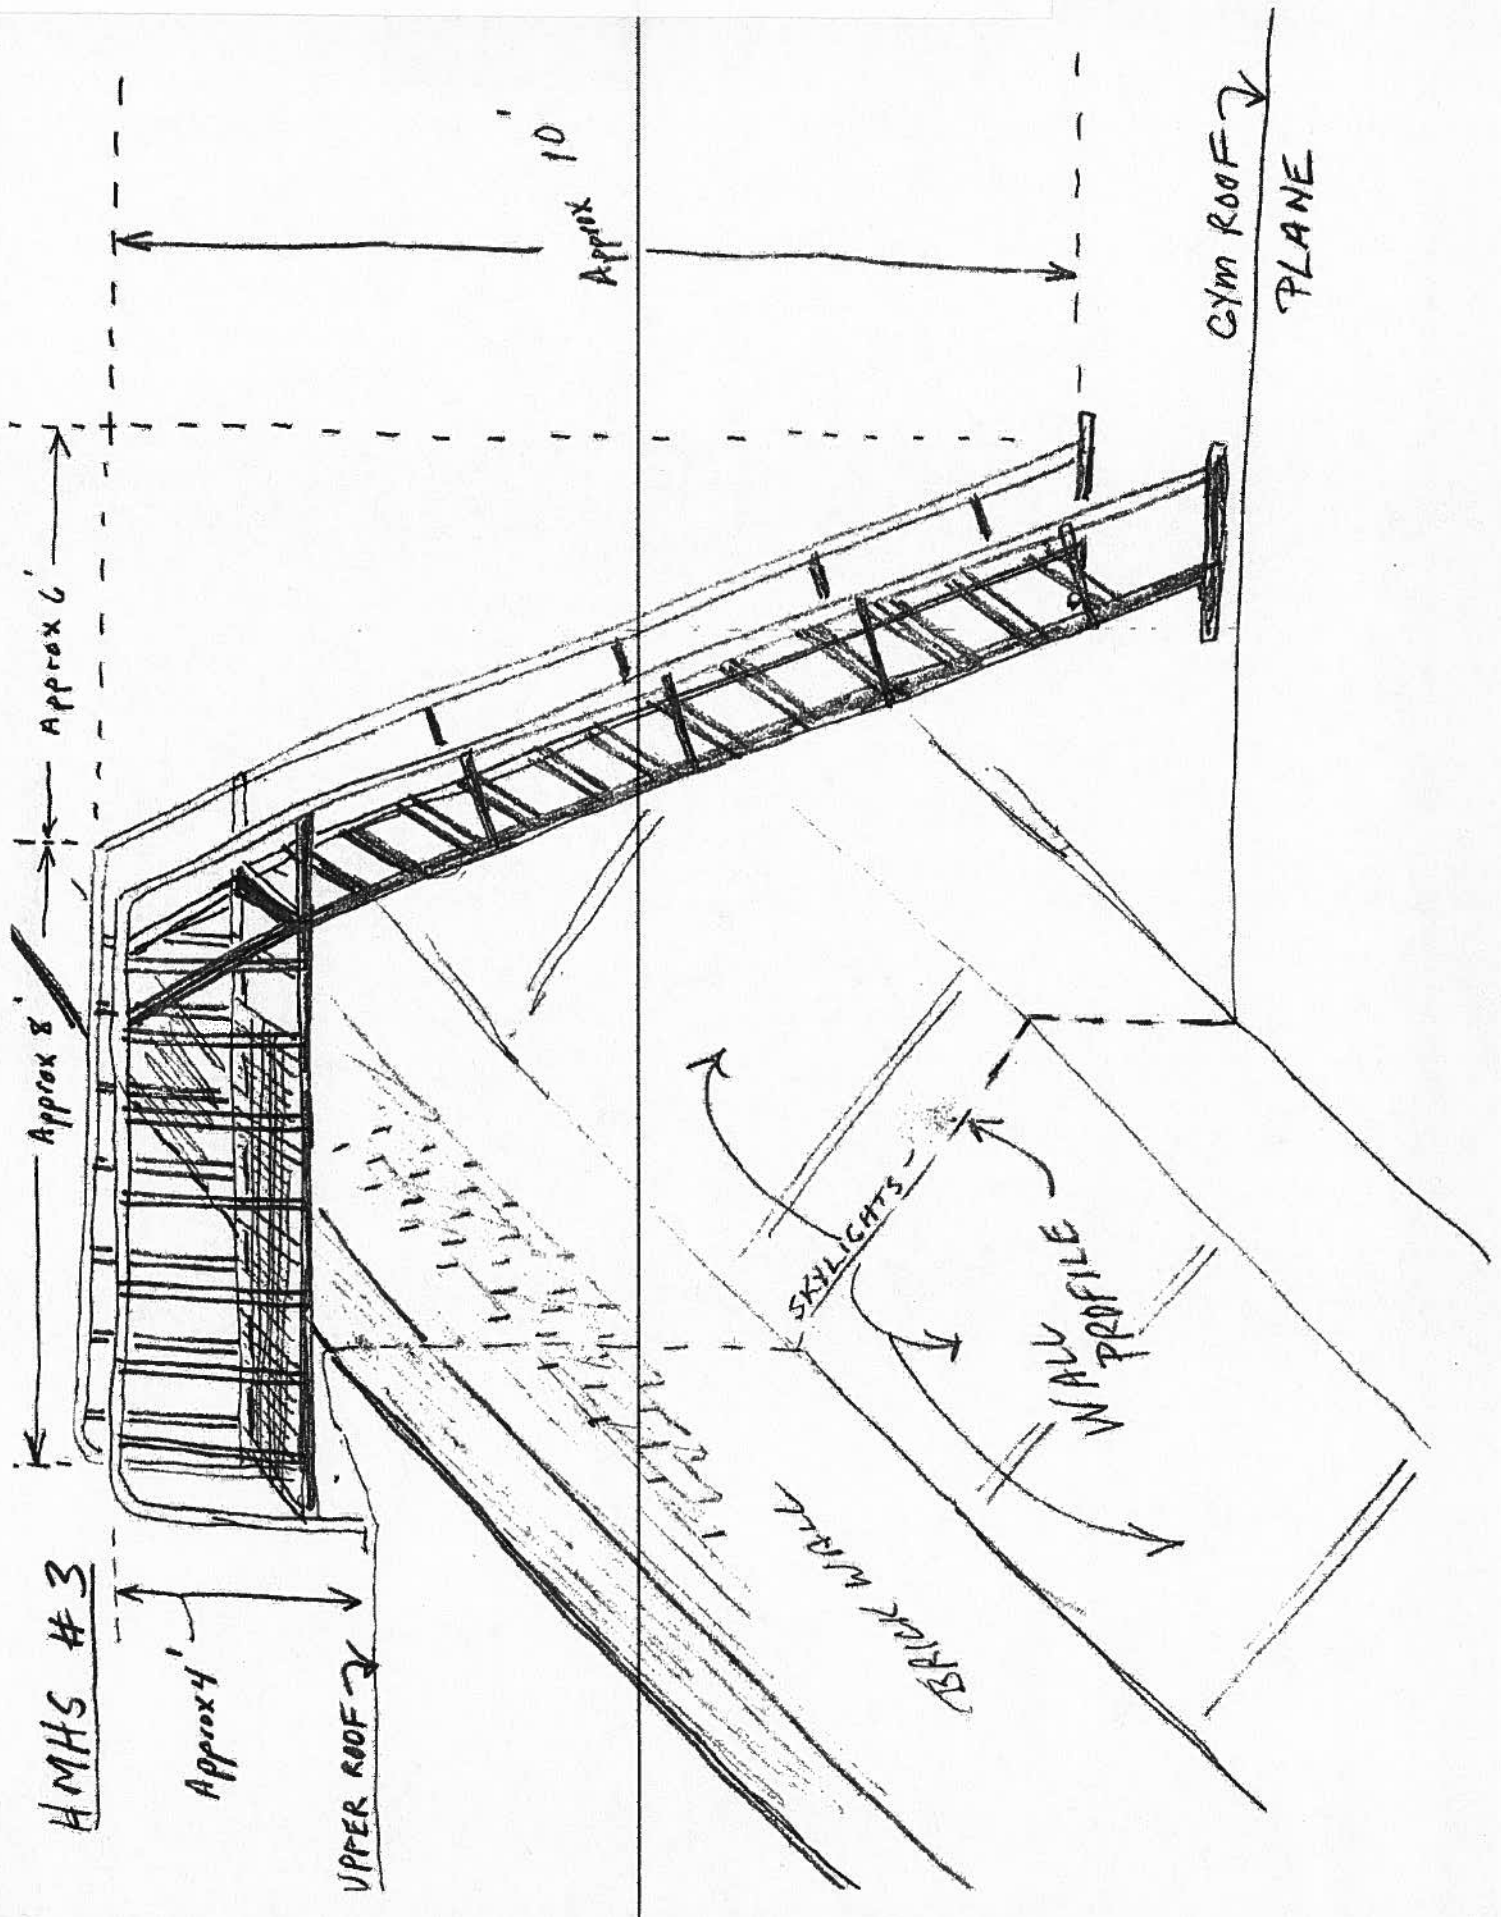 HMHS #3
Approx 8'
Approx 6'
Approx 4'
UPPER ROOF
Approx 10'
SKYLIGHTS
BRICK WALL
WALL
PROFILE
GYM ROOF
PLANE